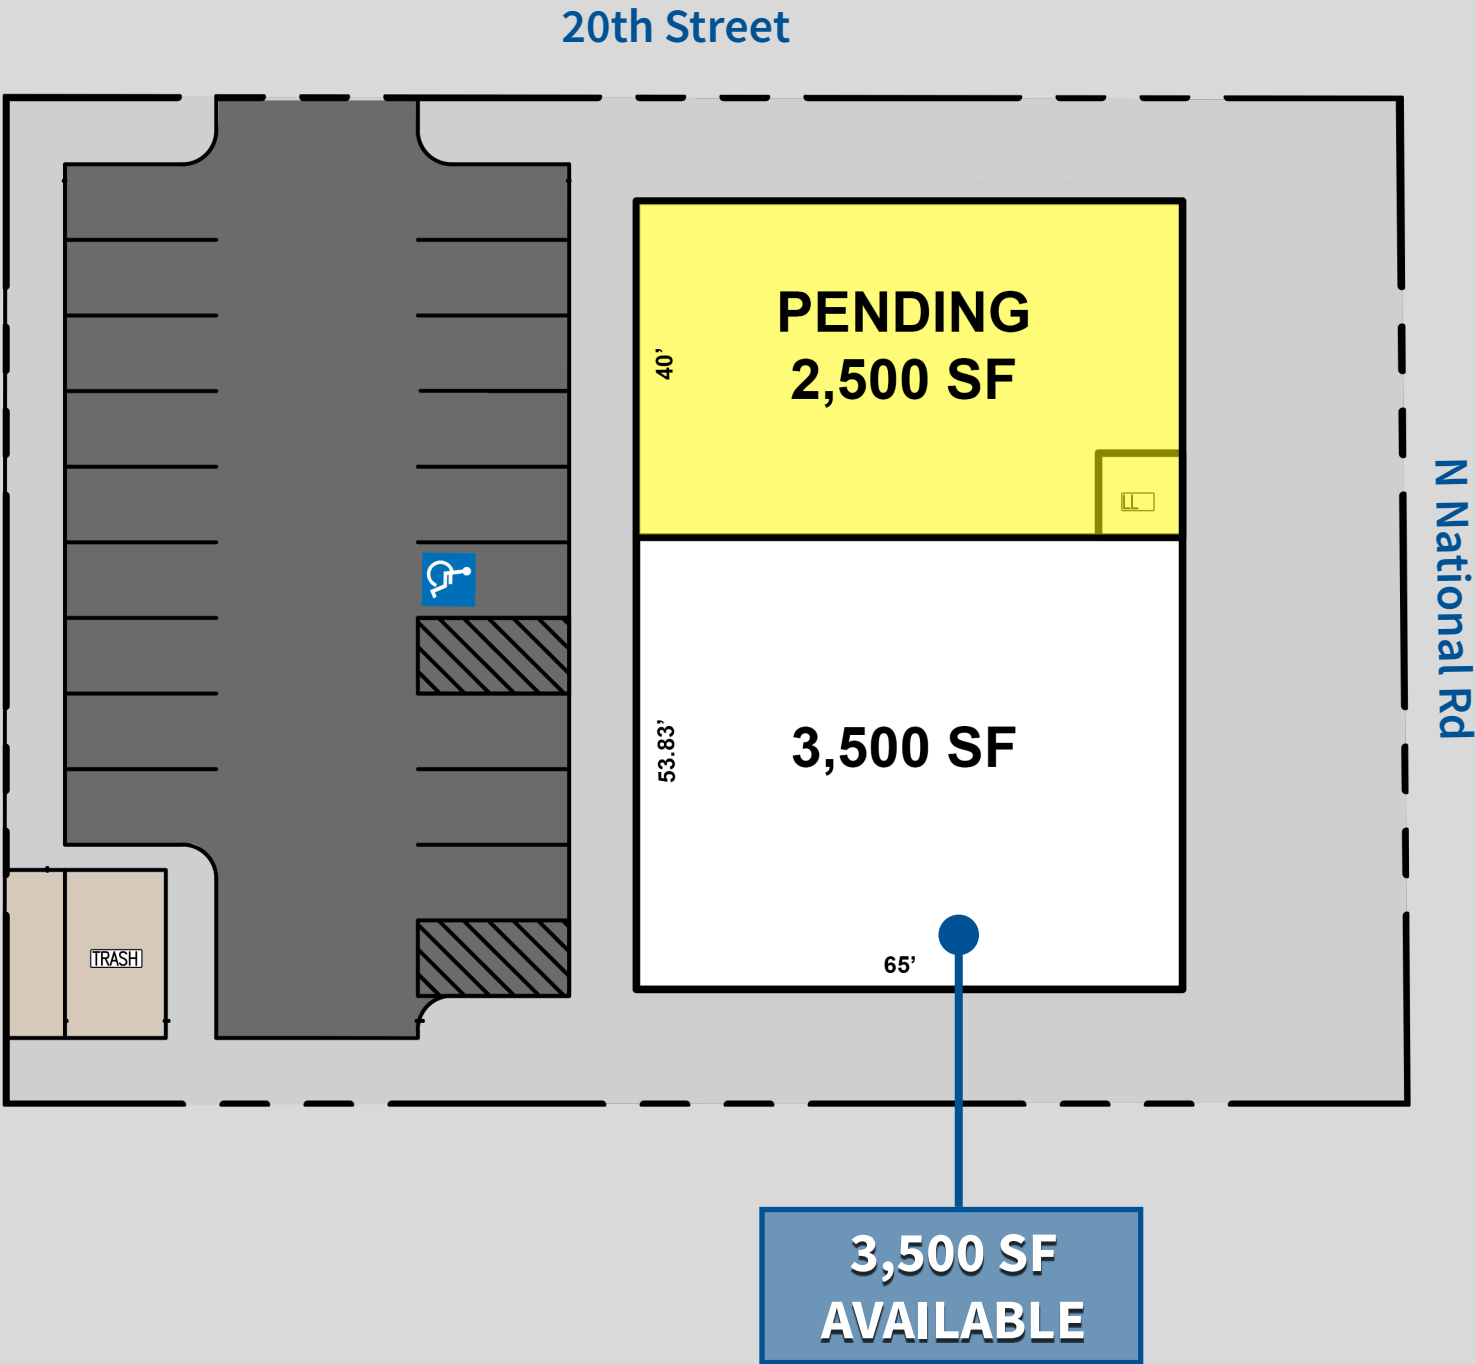 20th Street
PENDING
2,500 SF
40’
LL
N National Rd
3,500 SF
53.83’
65’
TRASH
3,500 SF
AVAILABLE